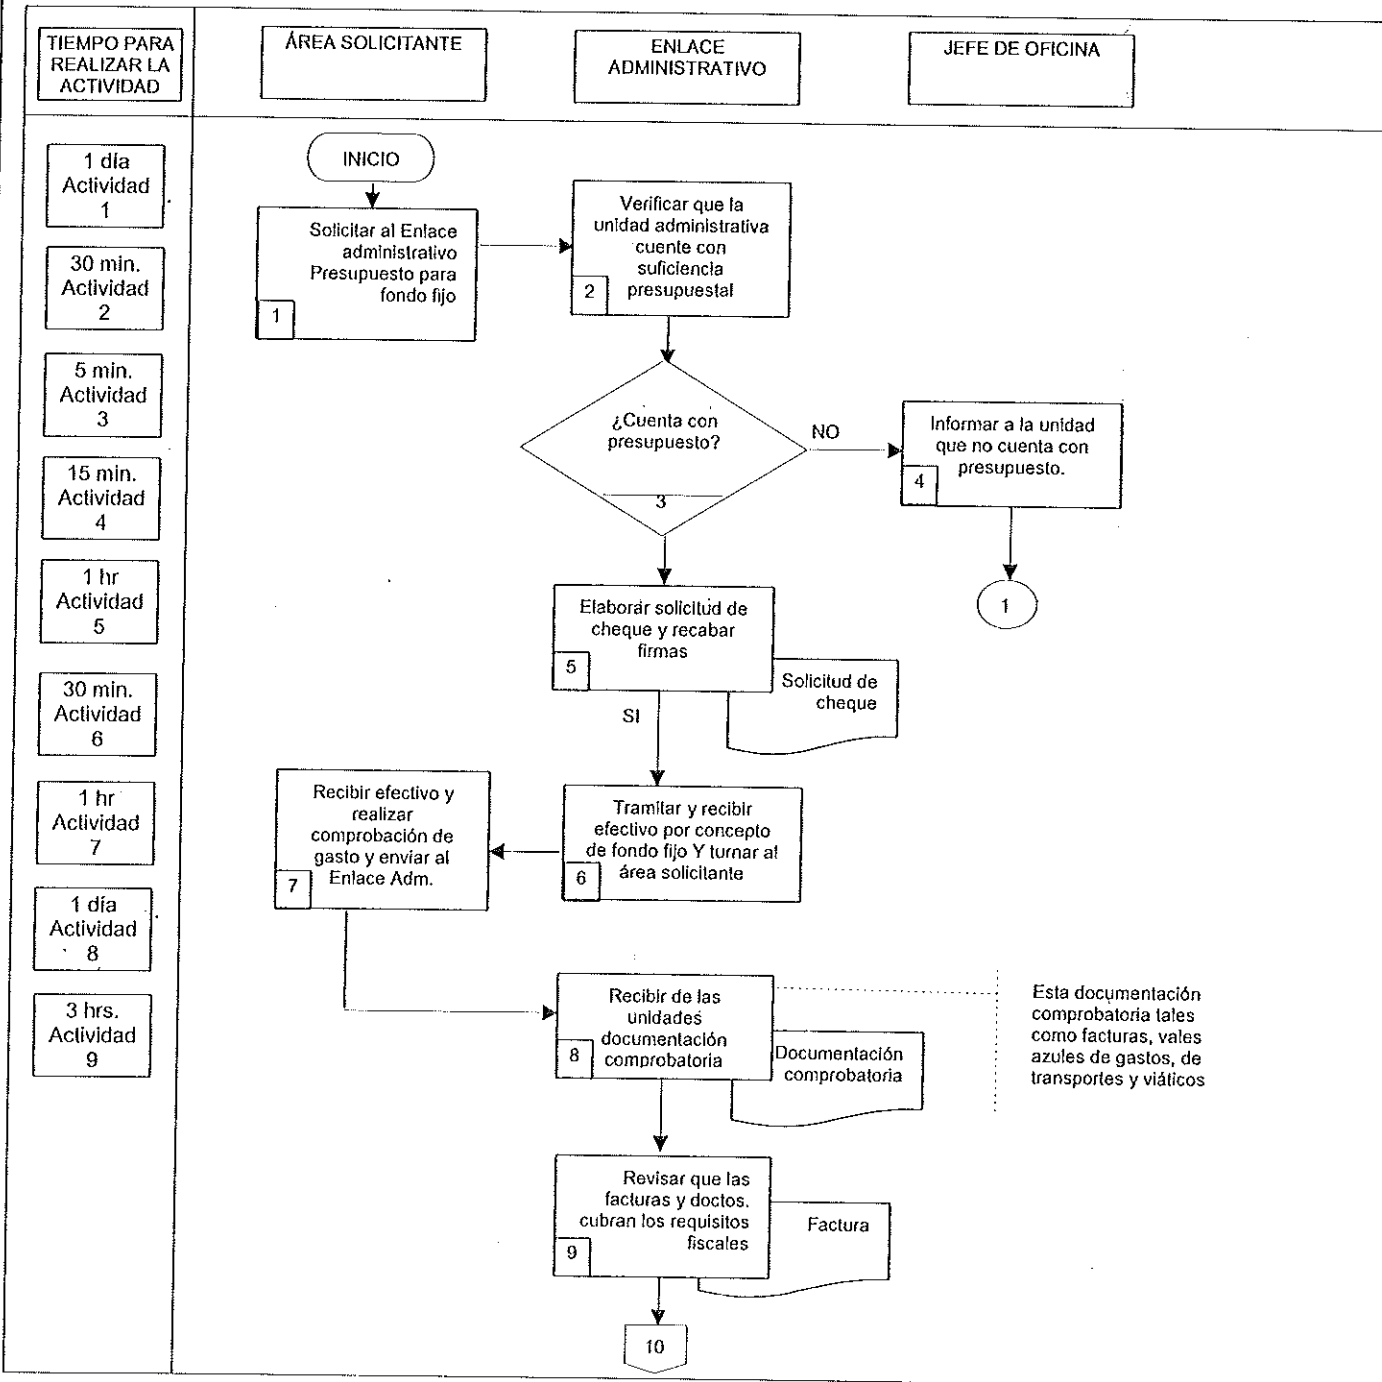 TIEMPO PARA
REALIZAR LA
ACTIVIDAD
ÁREA SOLICITANTE
ENLACE
ADMINISTRATIVO
JEFE DE OFICINA
1 día
Actividad
1
30 min.
Actividad
2
5 min.
Actividad
3
15 min.
Actividad
4
1 hr
Actividad
5
30 min.
Actividad
6
1 hr
Actividad
7
1 día
Actividad
8
3 hrs.
Actividad
9
INICIO
Solicitar al Enlace
administrativo
Presupuesto para
fondo fijo
1
Verificar que la
unidad administrativa
cuente con
suficiencia
presupuestal
2
¿Cuenta con
presupuesto?
3
NO
Informar a la unidad
que no cuenta con
presupuesto.
4
1
Elaborar solicitud de
cheque y recabar
firmas
5
Solicitud de
cheque
SI
Tramitar y recibir
efectivo por concepto
de fondo fijo Y turnar al
área solicitante
6
Recibir efectivo y
realizar
comprobación de
gasto y enviar al
Enlace Adm.
7
Recibir de las
unidades
documentación
comprobatoria
8
Documentación
comprobatoria
Esta documentación
comprobatoria tales
como facturas, vales
azules de gastos, de
transportes y viáticos
Revisar que las
facturas y doctos.
cubran los requisitos
fiscales
9
Factura
10